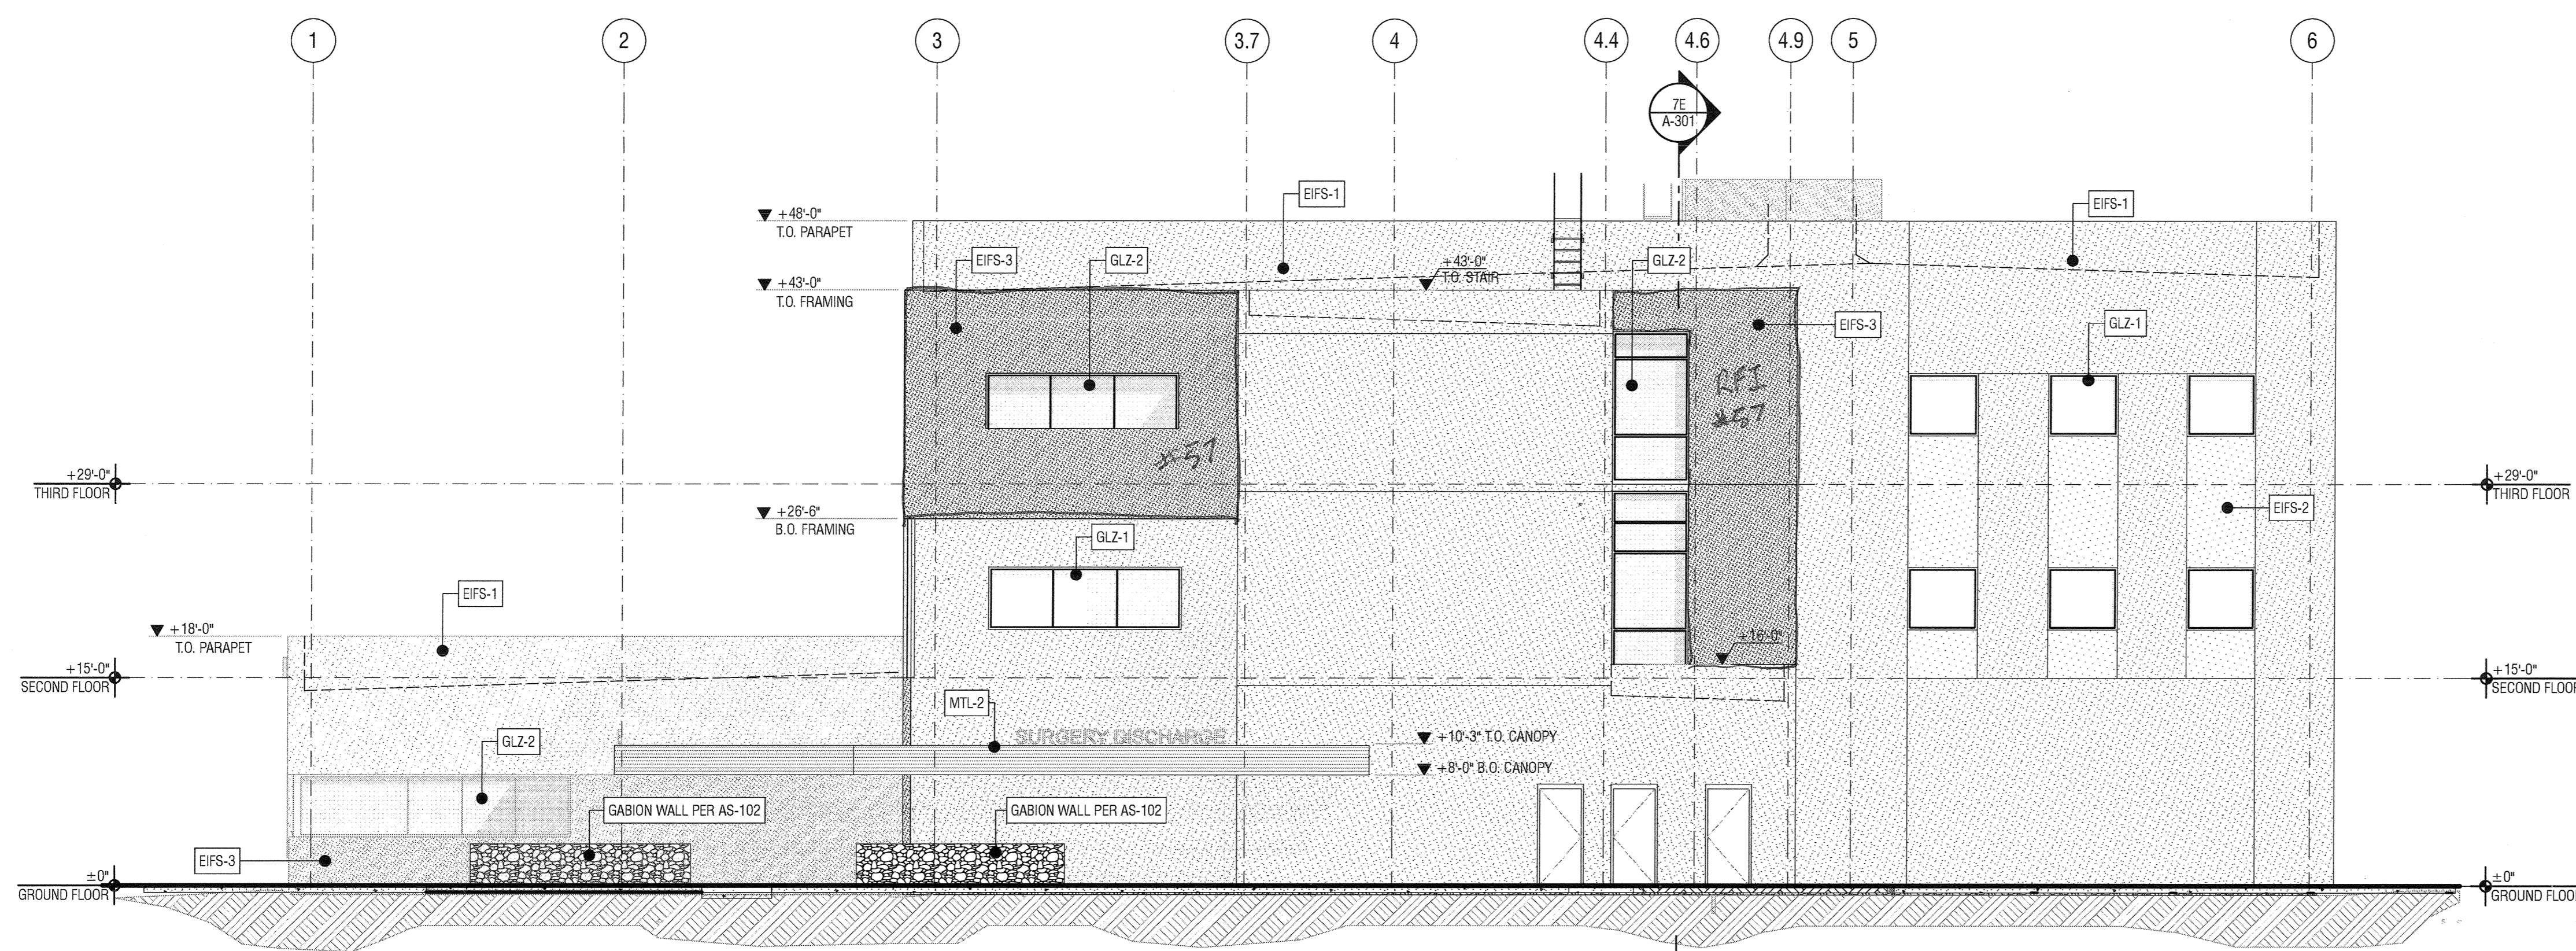 1 2 3 3.7 4 4.4 4.6 4.9 5 6
7E
A-301
EIFS-1
EIFS-1
+48'-0"
T.O. PARAPET
EIFS-3
GLZ-2
+43'-0"
T.O. STAIR
GLZ-2
+43'-0"
T.O. FRAMING
EIFS-3
GLZ-1
RFI
#57
#57
+29'-0"
THIRD FLOOR
+29'-0"
THIRD FLOOR
EIFS-2
+26'-6"
B.O. FRAMING
GLZ-1
EIFS-1
+18'-0"
T.O. PARAPET
+16'-0"
+15'-0"
SECOND FLOOR
+15'-0"
SECOND FLOOR
MTL-2
SURGERY DISCHARGE
+10'-3" T.O. CANOPY
GLZ-2
+8'-0" B.O. CANOPY
GABION WALL PER AS-102
GABION WALL PER AS-102
EIFS-3
±0"
GROUND FLOOR
±0"
GROUND FLOOR